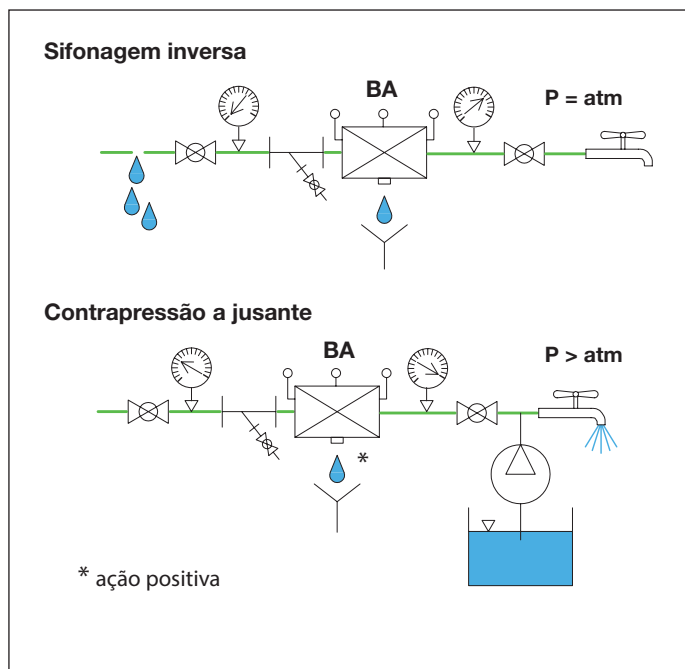 Sifonagem inversa
BA
P = atm
Contrapressão a jusante
BA
P > atm
*
* ação positiva